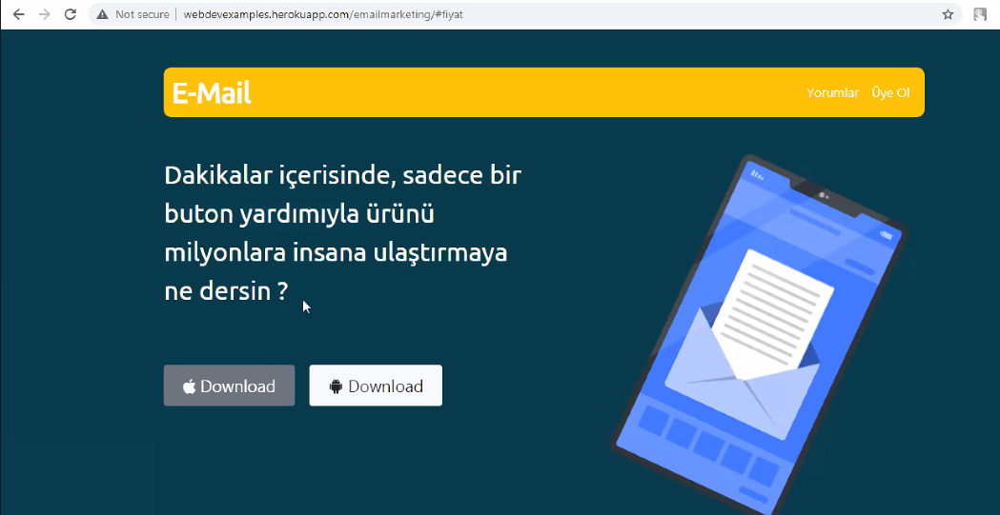 Not secure
webdevexamples.herokuapp.com/emailmarketing/#fiyat
E-Mail
Yorumlar
Üye Ol
Dakikalar içerisinde, sadece bir
buton yardımıyla ürünü
milyonlara insana ulaştırmaya
ne dersin ?
Download
Download